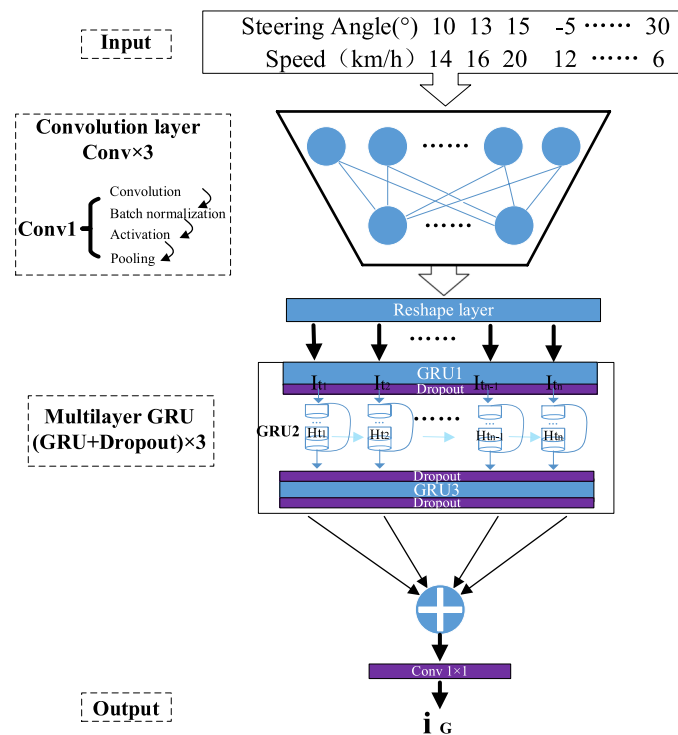 Input
Steering Angle(°) 10 13 15 -5 ······ 30
Speed（km/h） 14 16 20 12 ······ 6
Convolution layer
Conv×3
Conv1
Convolution
Batch normalization
Activation
Pooling
······
······
Reshape layer
······
GRU1
It1 It2 Itn-1 Itn
Dropout
Multilayer GRU
(GRU+Dropout)×3
GRU2
... ... ······ ... ...
Ht1 Ht2 Htn- Htn
Dropout
GRU3
Dropout
Conv 1×1
Output
i G